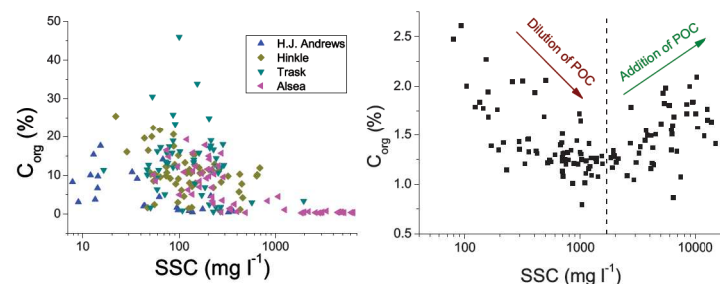 50
40
30
20
10
0
C_org (%)
10
100
1000
SSC (mg l⁻¹)
H.J. Andrews
Hinkle
Trask
Alsea
2.5
2.0
1.5
1.0
0.5
C_org (%)
100
1000
10000
SSC (mg l⁻¹)
Dilution of POC
Addition of POC